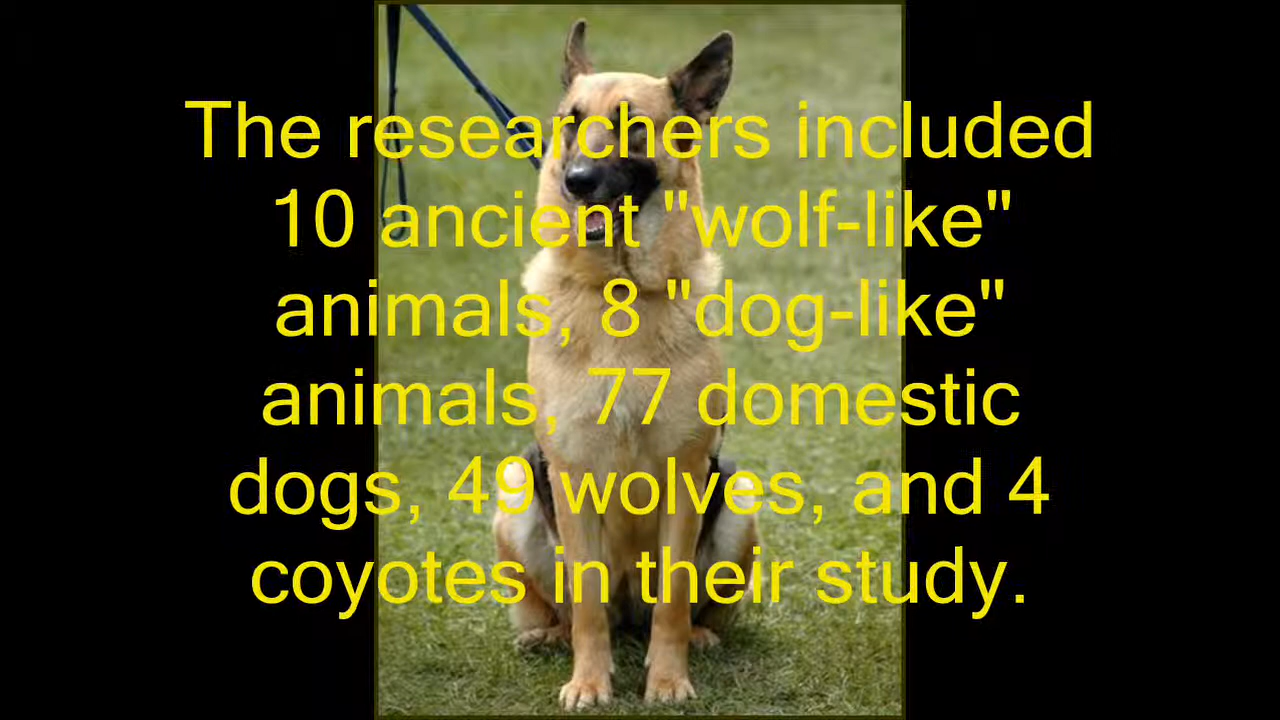 The researchers included
10 ancient "wolf-like"
animals, 8 "dog-like"
animals, 77 domestic
dogs, 49 wolves, and 4
coyotes in their study.